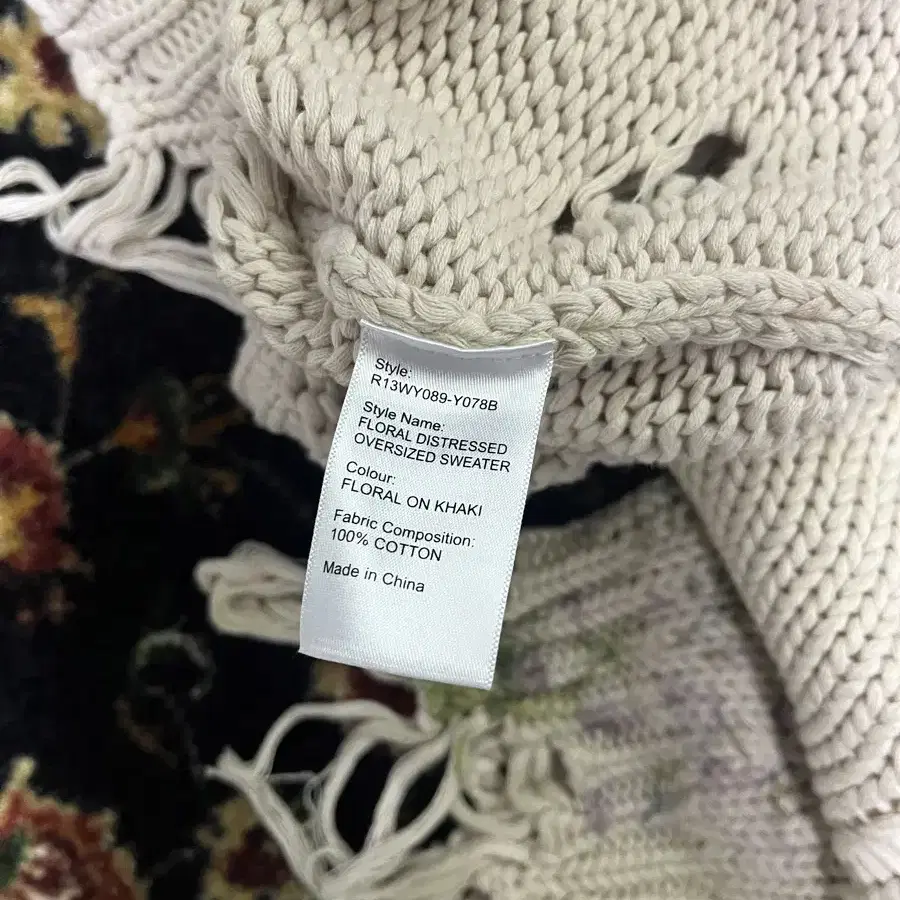 Style:
R13WY089-Y078B
Style Name:
FLORAL DISTRESSED
OVERSIZED SWEATER
Colour:
FLORAL ON KHAKI
Fabric Composition:
100% COTTON
Made in China